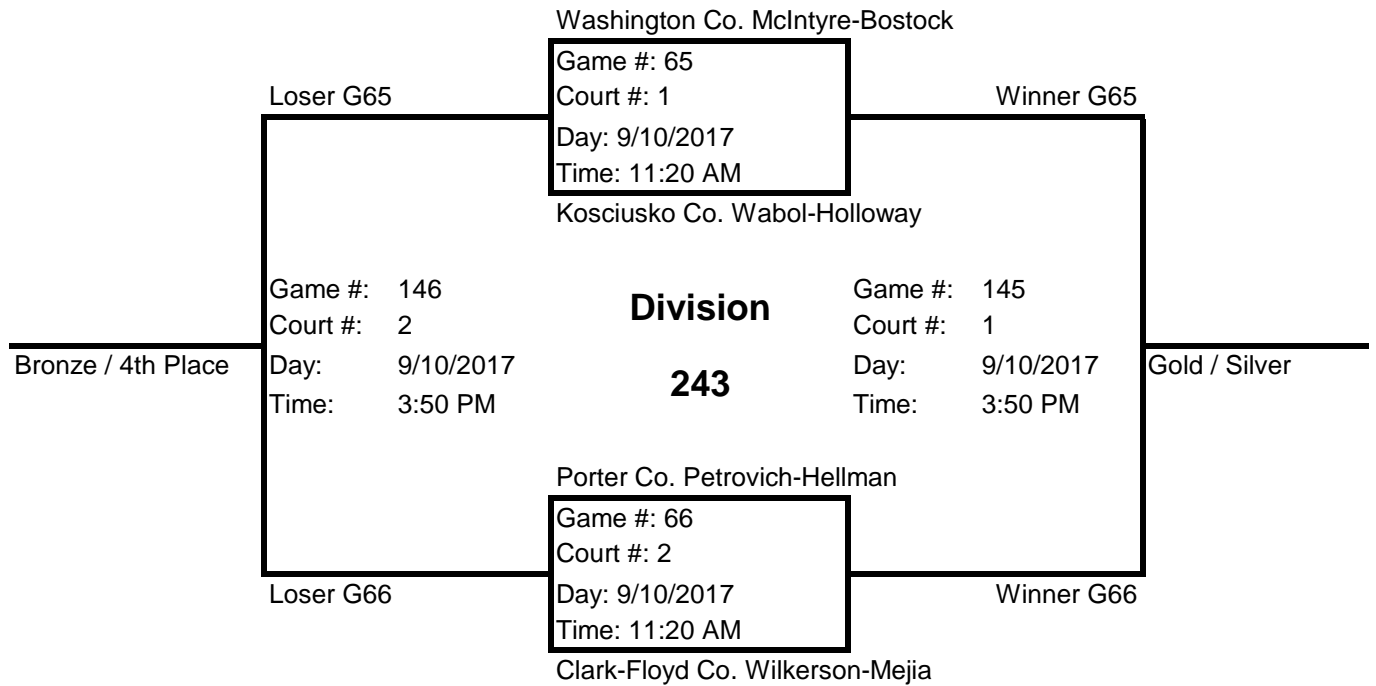 Washington Co. McIntyre-Bostock
Game #: 65
Loser G65
Court #: 1
Winner G65
Day: 9/10/2017
Time: 11:20 AM
Kosciusko Co. Wabol-Holloway
Game #: 146
Court #: 2
Day: 9/10/2017
Time: 3:50 PM
Bronze / 4th Place
Division
243
Game #: 145
Court #: 1
Day: 9/10/2017
Time: 3:50 PM
Gold / Silver
Porter Co. Petrovich-Hellman
Game #: 66
Court #: 2
Loser G66
Day: 9/10/2017
Winner G66
Time: 11:20 AM
Clark-Floyd Co. Wilkerson-Mejia